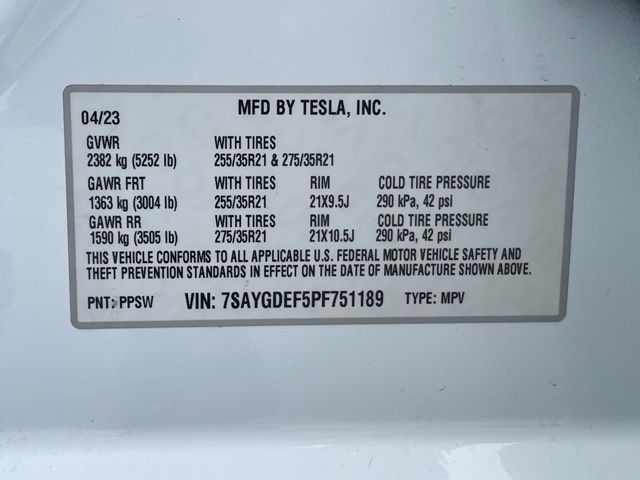 04/23 MFD BY TESLA, INC.
GVWR WITH TIRES
2382 kg (5252 lb) 255/35R21 & 275/35R21
GAWR FRT WITH TIRES RIM COLD TIRE PRESSURE
1363 kg (3004 lb) 255/35R21 21X9.5J 290 kPa, 42 psi
GAWR RR WITH TIRES RIM COLD TIRE PRESSURE
1590 kg (3505 lb) 275/35R21 21X10.5J 290 kPa, 42 psi
THIS VEHICLE CONFORMS TO ALL APPLICABLE U.S. FEDERAL MOTOR VEHICLE SAFETY AND
THEFT PREVENTION STANDARDS IN EFFECT ON THE DATE OF MANUFACTURE SHOWN ABOVE.
PNT: PPSW VIN: 7SAYGDEF5PF751189 TYPE: MPV